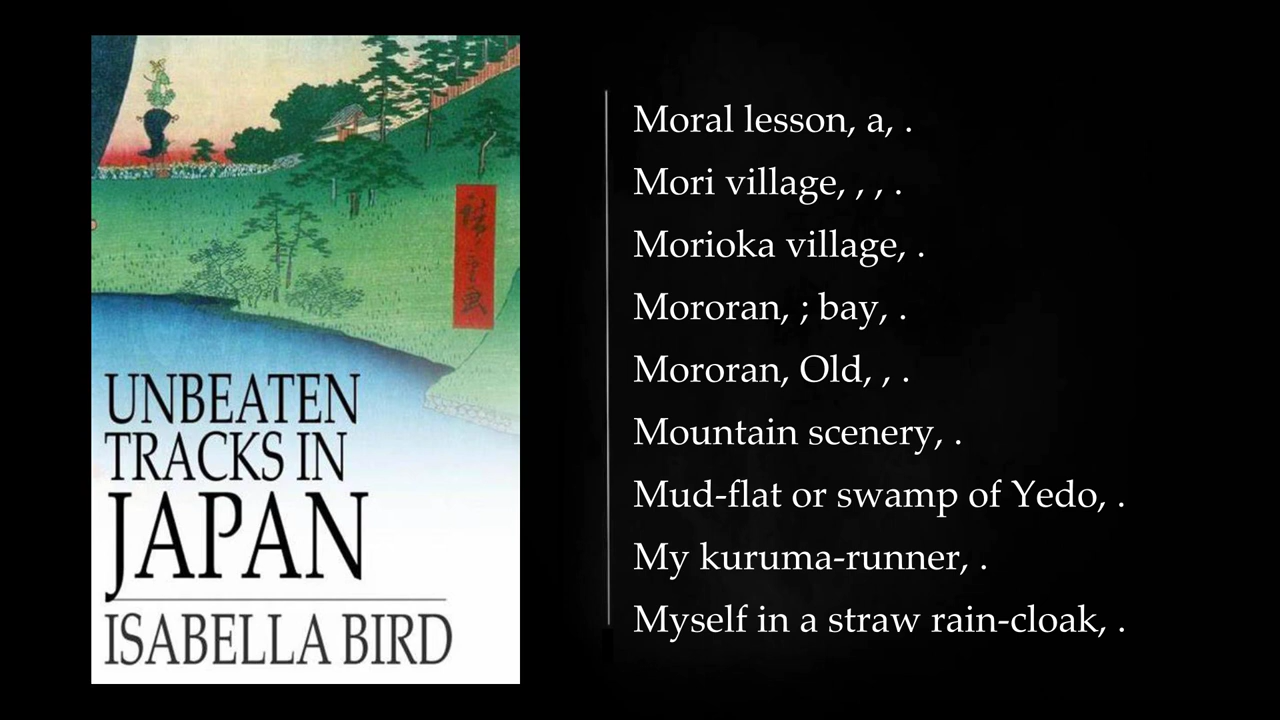 UNBEATEN
TRACKS IN
JAPAN
ISABELLA BIRD
Moral lesson, a, .
Mori village, , , .
Morioka village, .
Mororan, ; bay, .
Mororan, Old, , .
Mountain scenery, .
Mud-flat or swamp of Yedo, .
My kuruma-runner, .
Myself in a straw rain-cloak, .